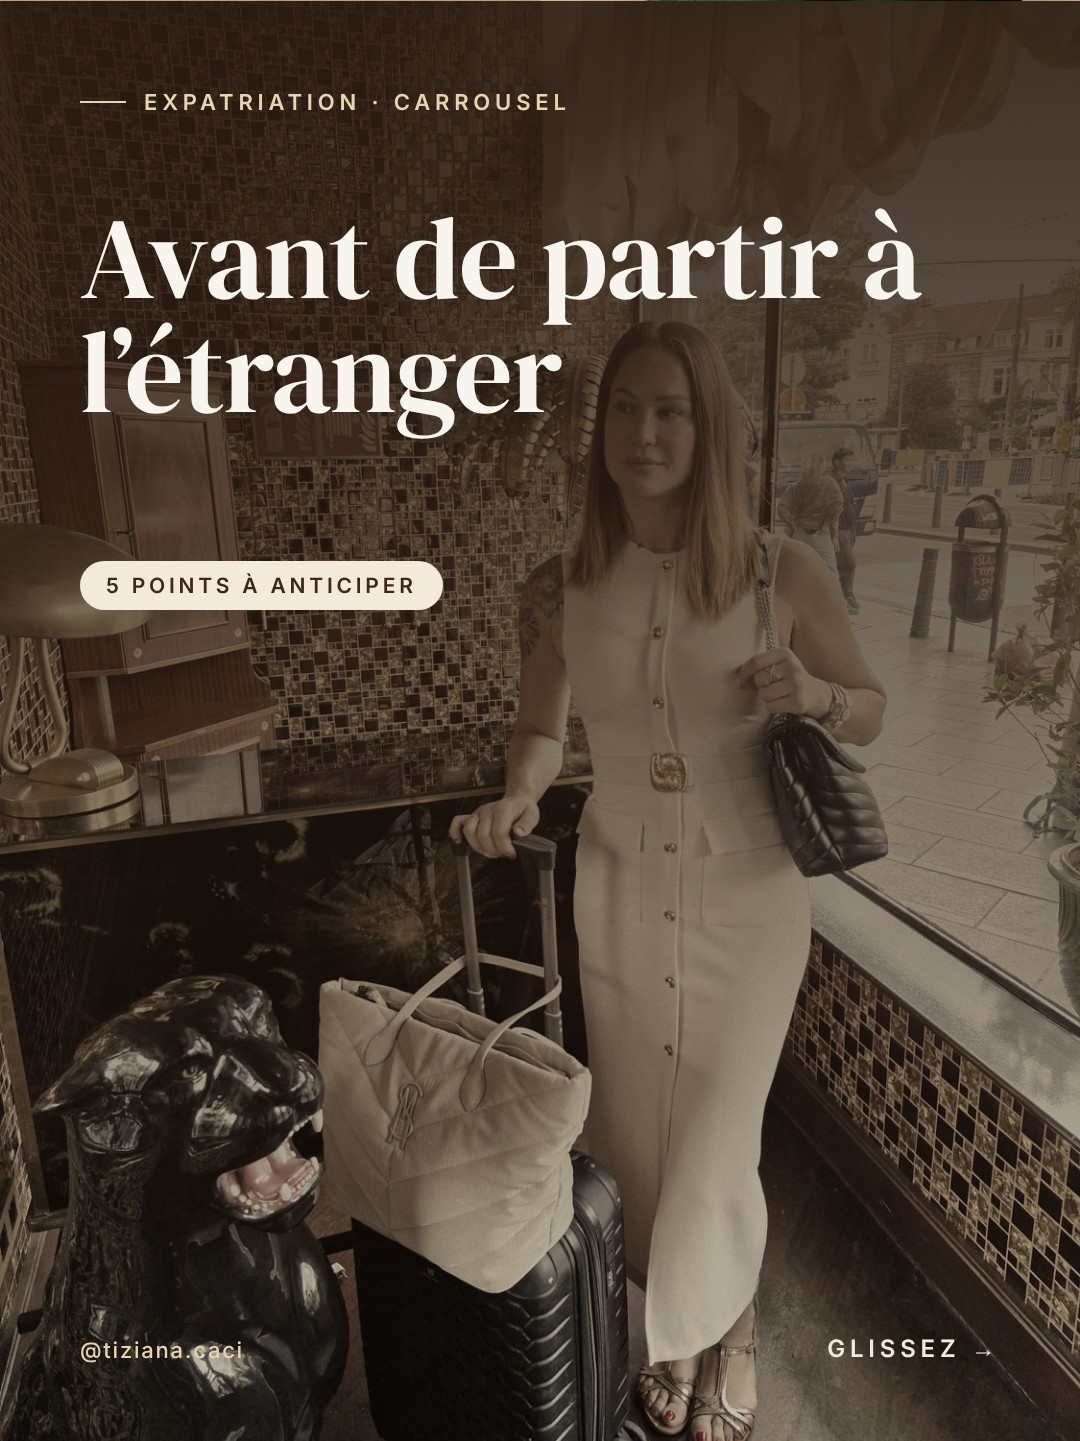 EXPATRIATION · CARROUSEL
Avant de partir à
l’étranger
5 POINTS À ANTICIPER
@tiziana.caci
GLISSEZ →